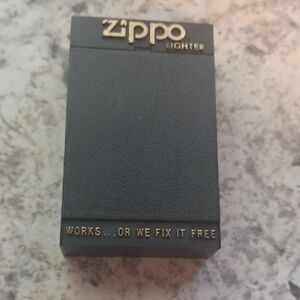 Zippo
LIGHTER
WORKS...OR WE FIX IT FREE